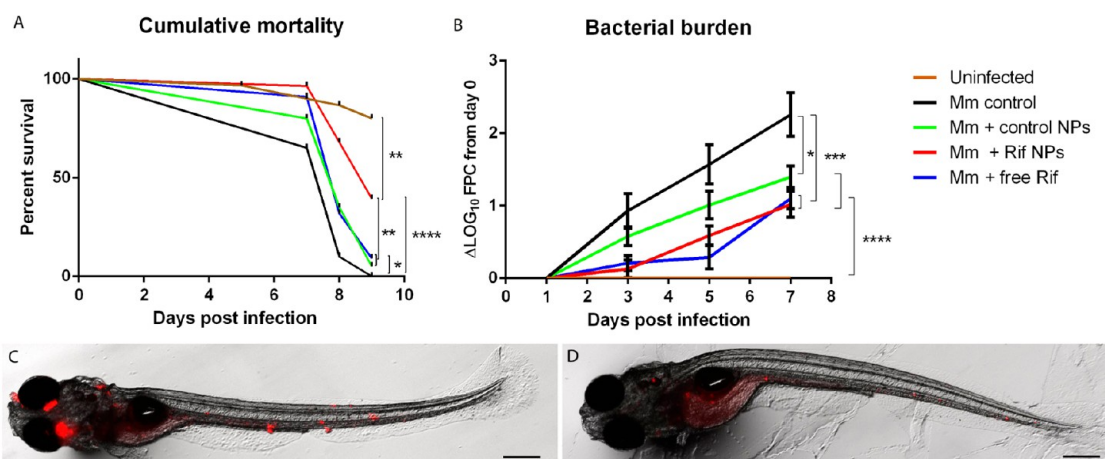 A
Cumulative mortality
Percent survival
100
50
0
0 2 4 6 8 10
Days post infection
**
**
****
*
B
Bacterial burden
ΔLOG10 FPC from day 0
3
2
1
0
0 1 2 3 4 5 6 7 8
Days post infection
*
***
****
Uninfected
Mm control
Mm + control NPs
Mm + Rif NPs
Mm + free Rif
C
D